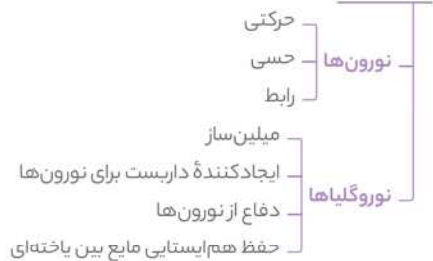 حرکتی
نورون‌ها
حسی
رابط
میلین‌ساز
ایجادکنندهٔ داربست برای نورون‌ها
نوروگلیاها
دفاع از نورون‌ها
حفظ هم‌ایستایی مایع بین یاخته‌ای